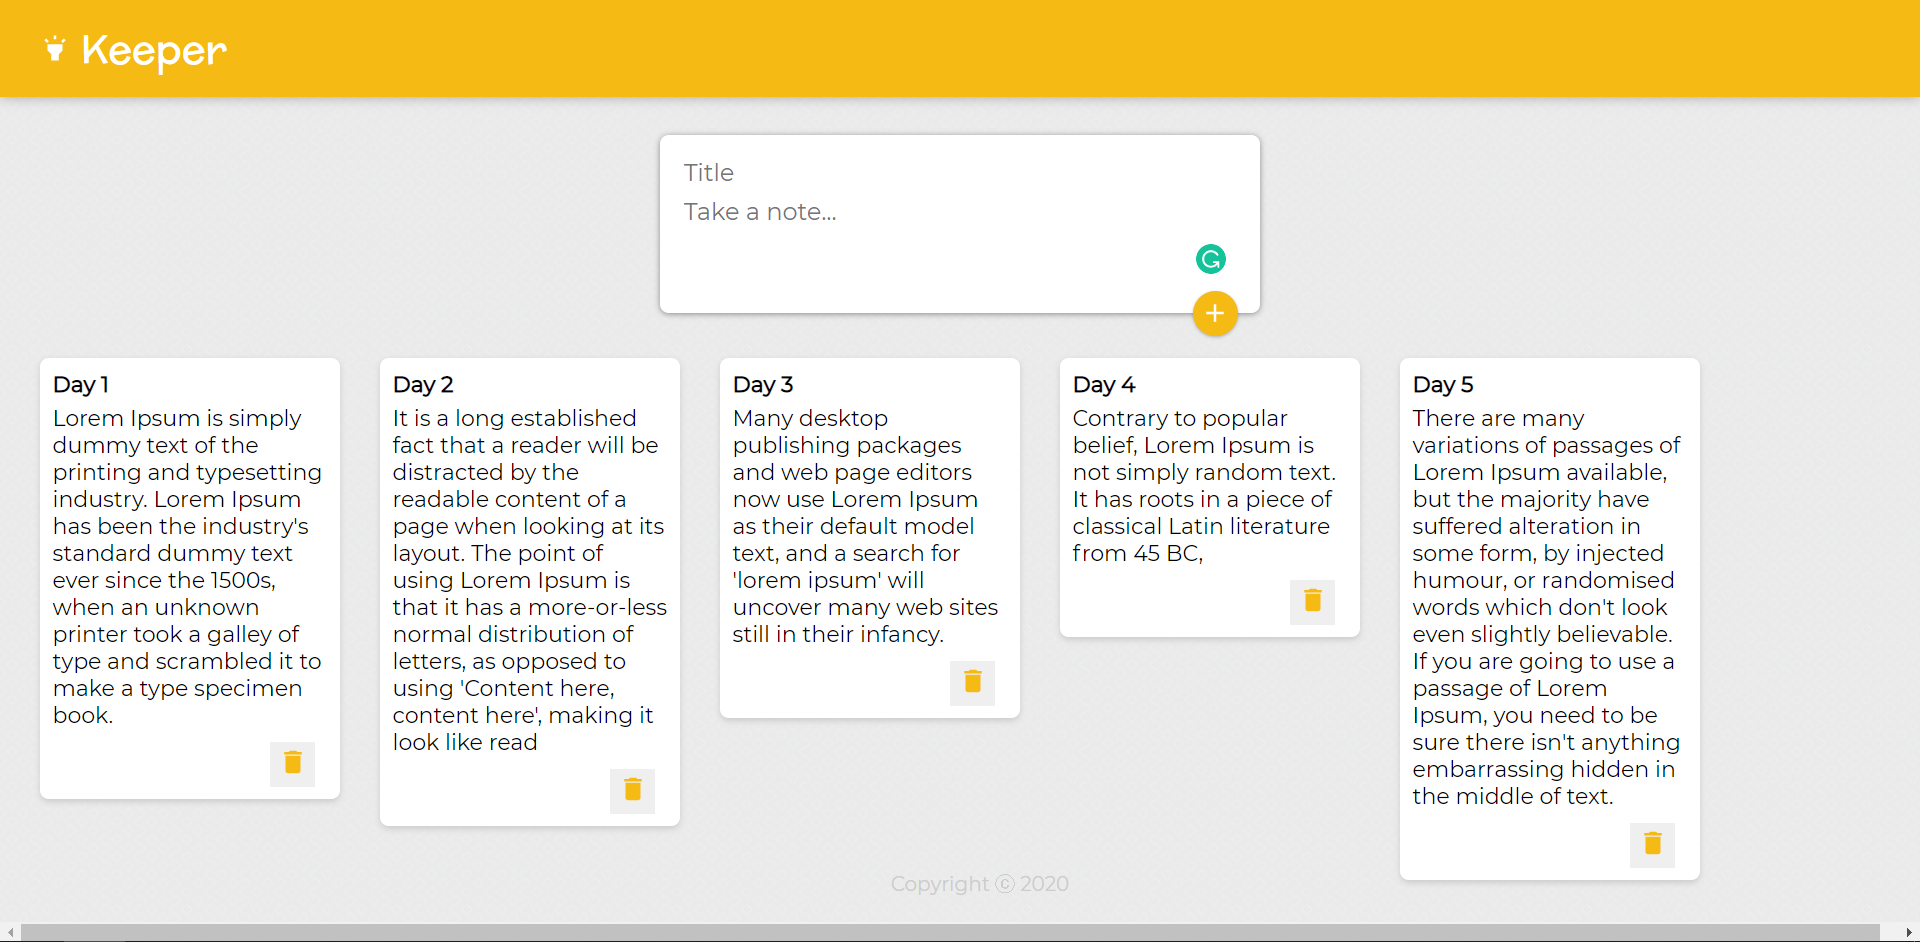 Keeper
Title
Take a note...
Day 1
Lorem Ipsum is simply
dummy text of the
printing and typesetting
industry. Lorem Ipsum
has been the industry's
standard dummy text
ever since the 1500s,
when an unknown
printer took a galley of
type and scrambled it to
make a type specimen
book.
Day 2
It is a long established
fact that a reader will be
distracted by the
readable content of a
page when looking at its
layout. The point of
using Lorem Ipsum is
that it has a more-or-less
normal distribution of
letters, as opposed to
using 'Content here,
content here', making it
look like read
Day 3
Many desktop
publishing packages
and web page editors
now use Lorem Ipsum
as their default model
text, and a search for
'lorem ipsum' will
uncover many web sites
still in their infancy.
Day 4
Contrary to popular
belief, Lorem Ipsum is
not simply random text.
It has roots in a piece of
classical Latin literature
from 45 BC,
Day 5
There are many
variations of passages of
Lorem Ipsum available,
but the majority have
suffered alteration in
some form, by injected
humour, or randomised
words which don't look
even slightly believable.
If you are going to use a
passage of Lorem
Ipsum, you need to be
sure there isn't anything
embarrassing hidden in
the middle of text.
Copyright ⓒ 2020